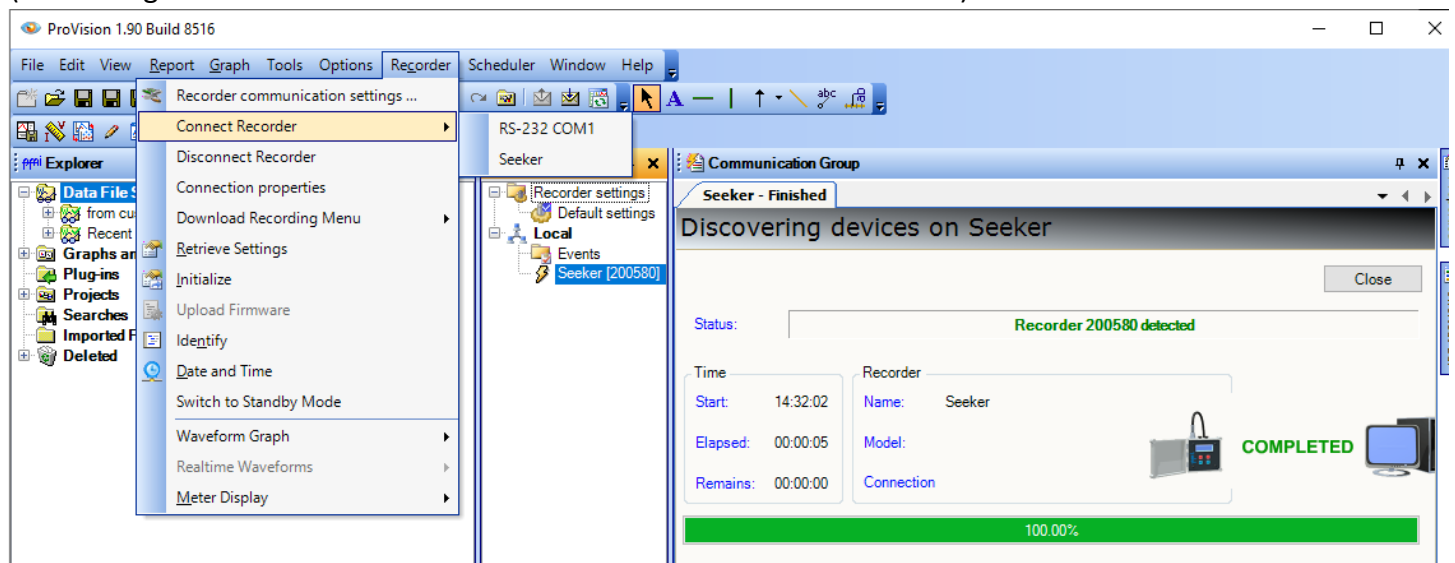 ProVision 1.90 Build 8516
File Edit View Report Graph Tools Options Recorder Scheduler Window Help
Recorder communication settings ...
Connect Recorder
Disconnect Recorder
Connection properties
Download Recording Menu
Retrieve Settings
Initialize
Upload Firmware
Identify
Date and Time
Switch to Standby Mode
Waveform Graph
Realtime Waveforms
Meter Display
RS-232 COM1
Seeker
A
abc
Explorer
Data File S
from cu
Recent
Graphs an
Plug-ins
Projects
Searches
Imported F
Deleted
Recorder settings
Default settings
Local
Events
Seeker [200580]
Communication Group
Seeker - Finished
Discovering devices on Seeker
Close
Status: Recorder 200580 detected
Time
Start: 14:32:02
Elapsed: 00:00:05
Remains: 00:00:00
Recorder
Name: Seeker
Model:
Connection
COMPLETED
100.00%